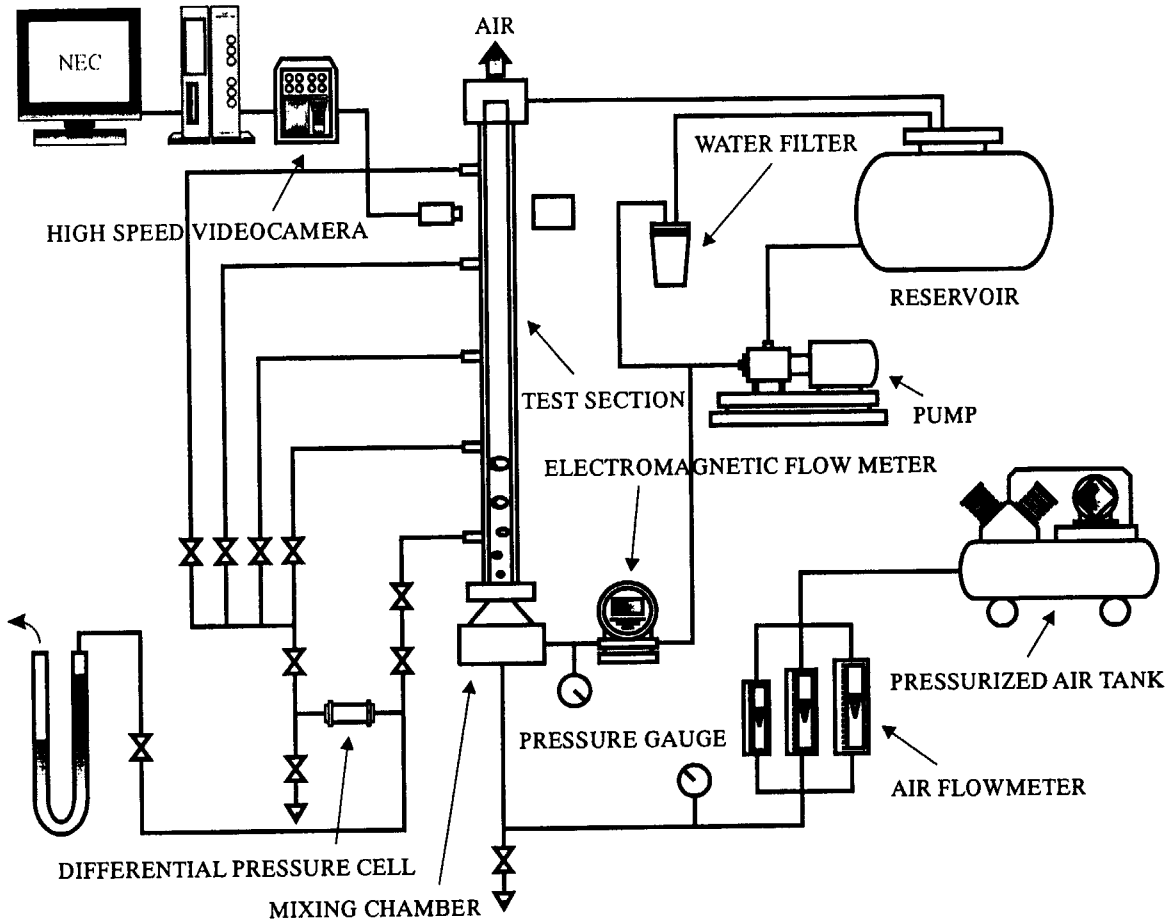 AIR
NEC
WATER FILTER
HIGH SPEED VIDEOCAMERA
RESERVOIR
TEST SECTION
PUMP
ELECTROMAGNETIC FLOW METER
PRESSURIZED AIR TANK
PRESSURE GAUGE
AIR FLOWMETER
DIFFERENTIAL PRESSURE CELL
MIXING CHAMBER